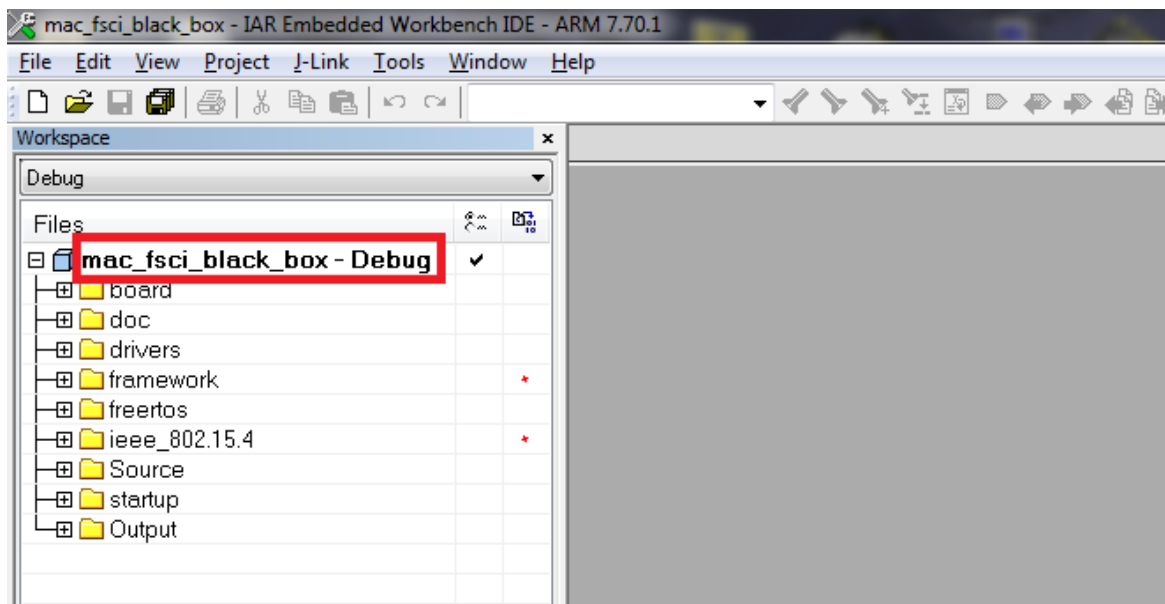 mac_fsci_black_box - IAR Embedded Workbench IDE - ARM 7.70.1
File Edit View Project J-Link Tools Window Help
Workspace
Debug
Files
mac_fsci_black_box - Debug
board
doc
drivers
framework
freertos
ieee_802.15.4
Source
startup
Output